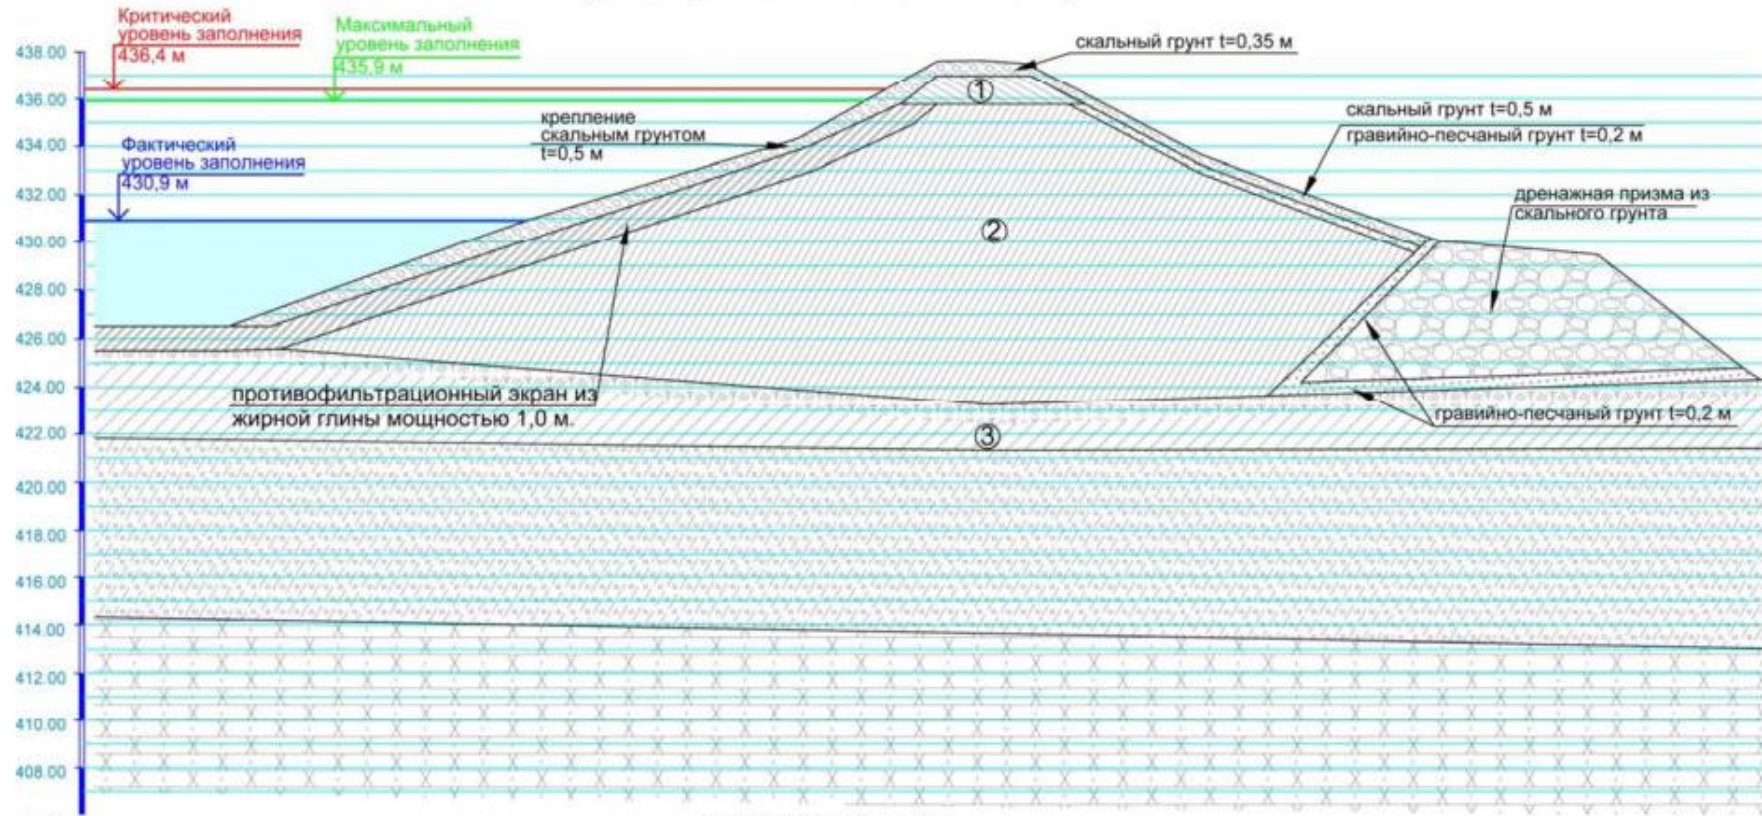 Критический
уровень заполнения
436,4 м
Максимальный
уровень заполнения
435,9 м
скальный грунт t=0,35 м
438.00
436.00
434.00
432.00
430.00
428.00
426.00
424.00
422.00
420.00
418.00
416.00
414.00
412.00
410.00
408.00
крепление
скальным грунтом
t=0,5 м
скальный грунт t=0,5 м
гравийно-песчаный грунт t=0,2 м
Фактический
уровень заполнения
430,9 м
дренажная призма из
скального грунта
1
2
3
противофильтрационный экран из
жирной глины мощностью 1,0 м.
гравийно-песчаный грунт t=0,2 м